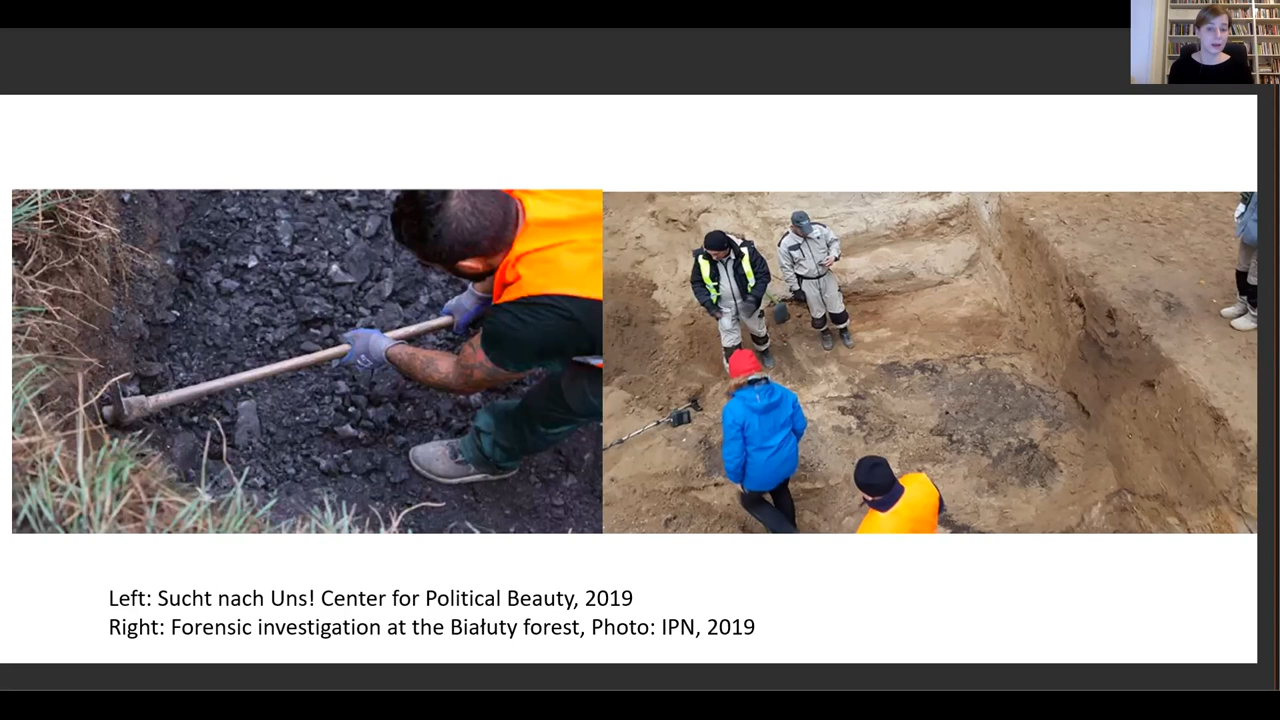 Left: Sucht nach Uns! Center for Political Beauty, 2019
Right: Forensic investigation at the Białuty forest, Photo: IPN, 2019